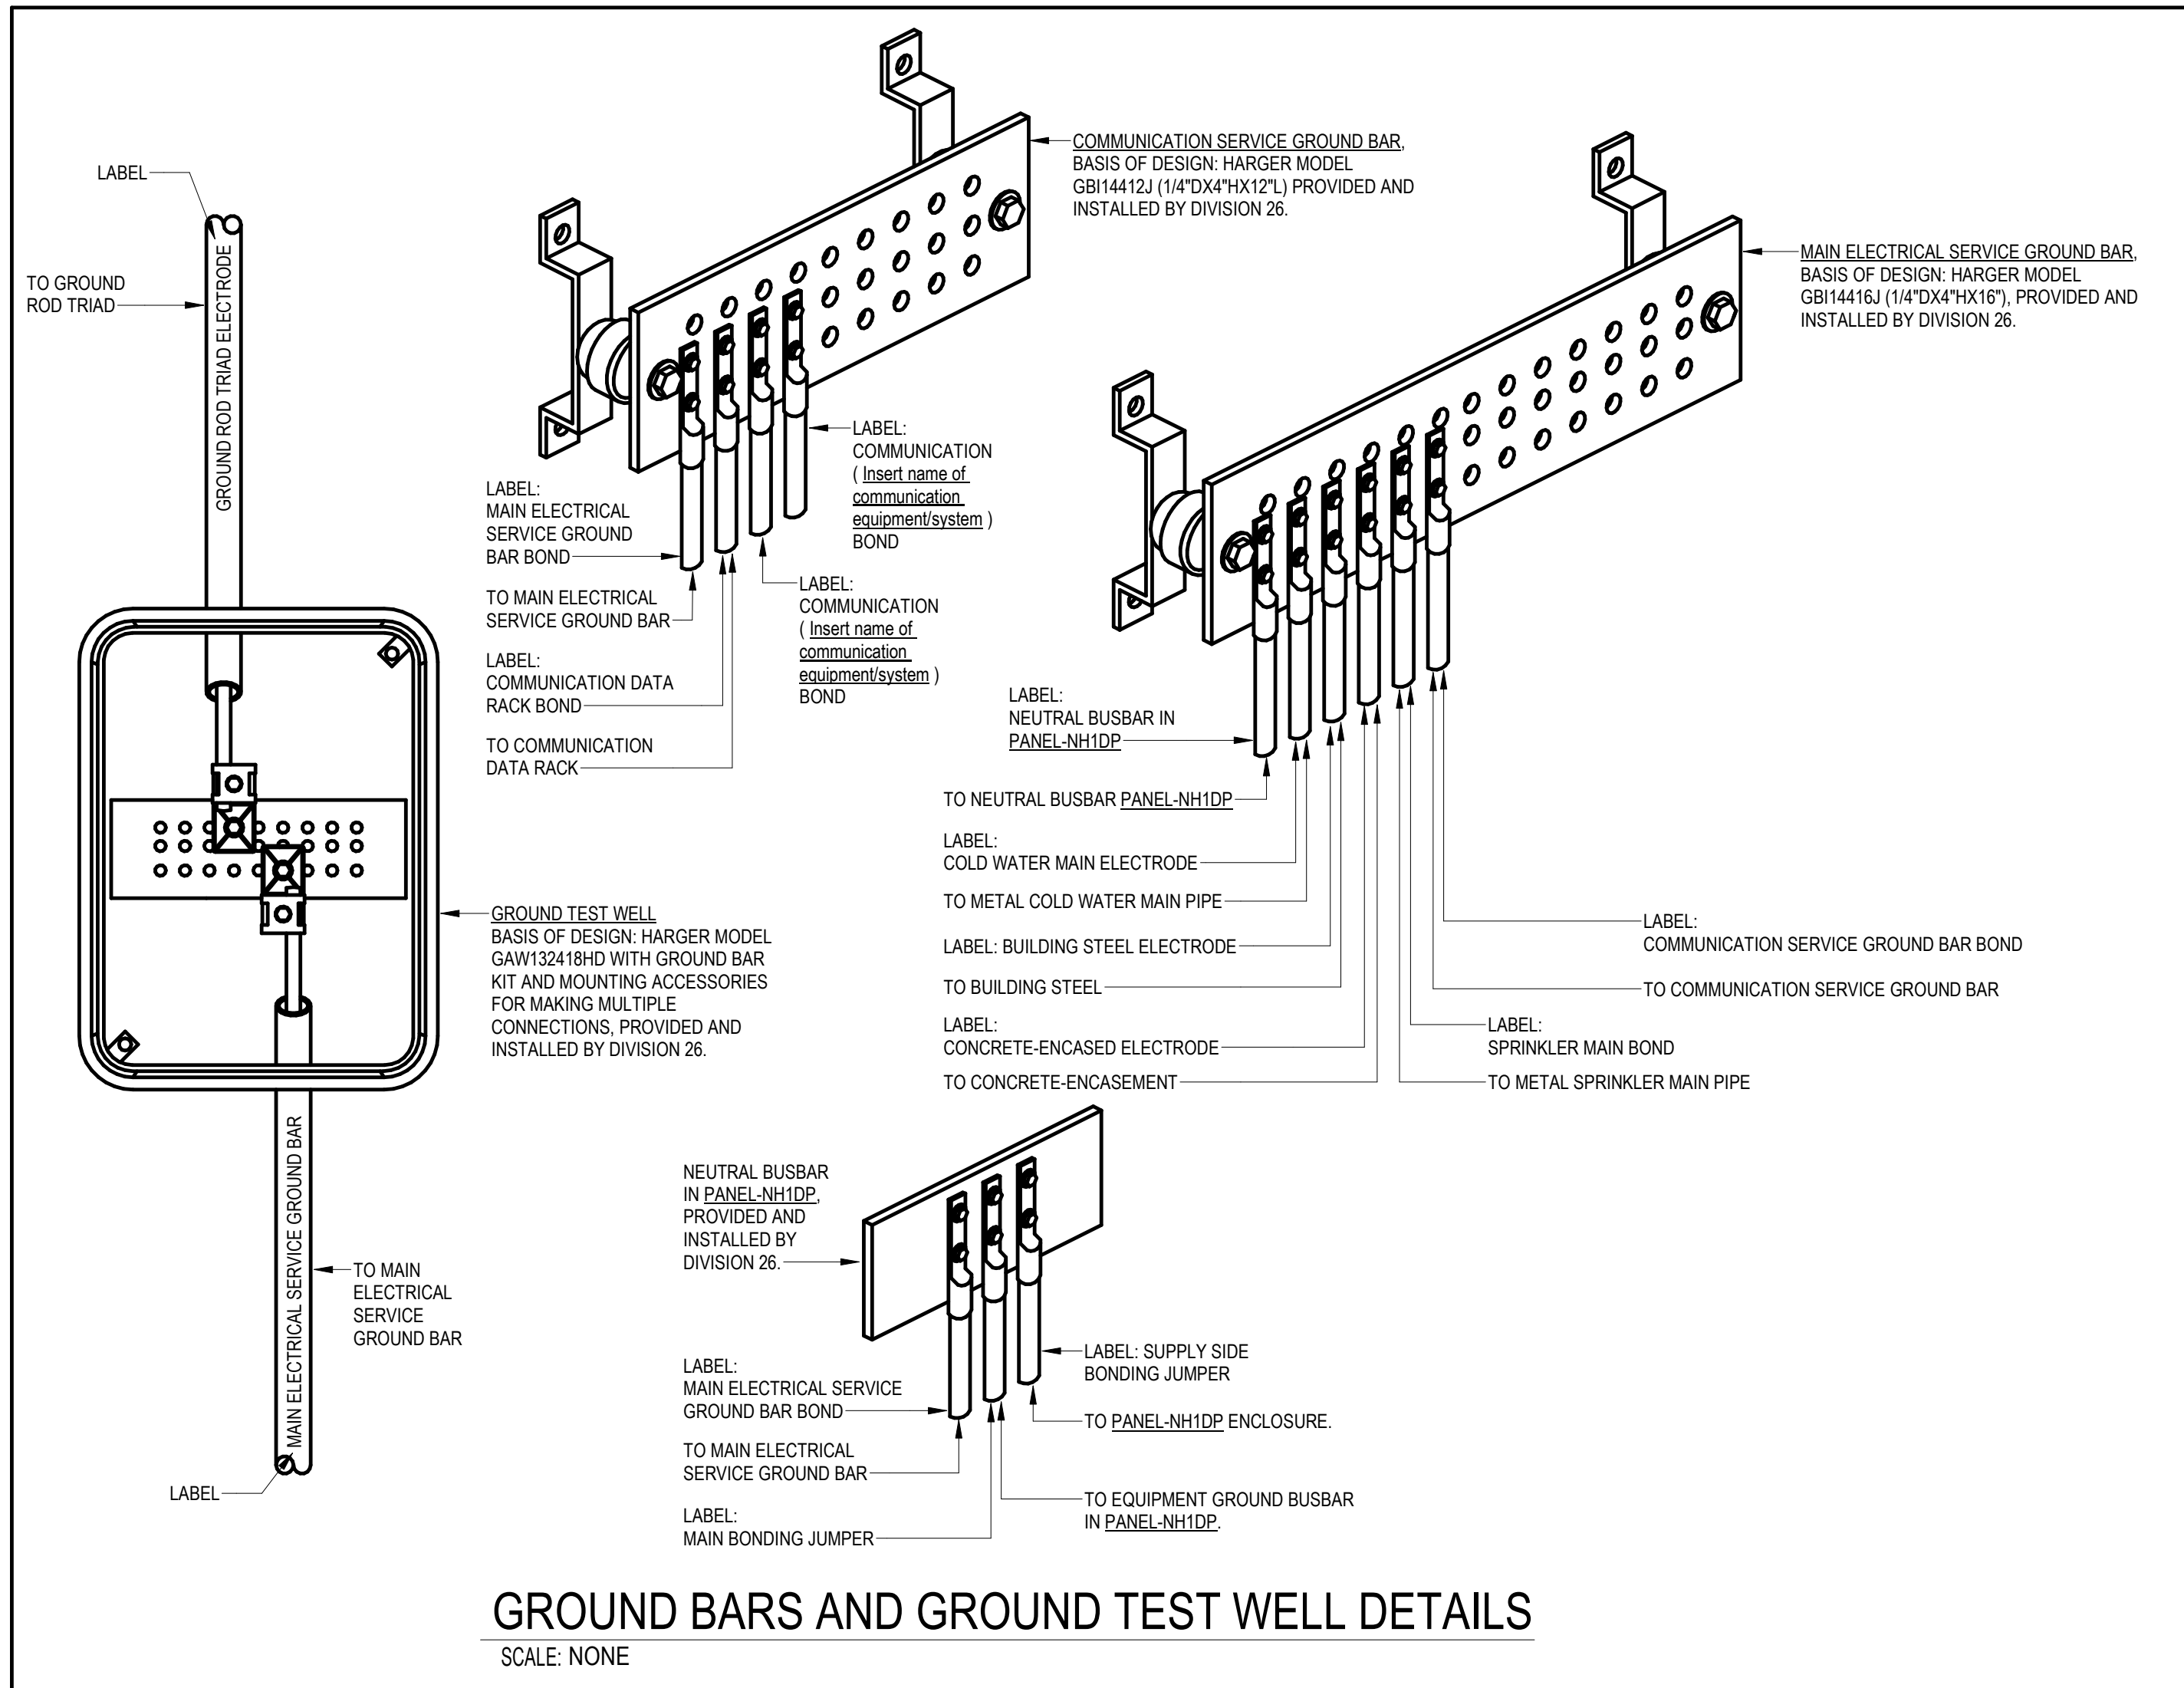 LABEL
TO GROUND
ROD TRIAD
GROUND ROD TRIAD ELECTRODE
GROUND TEST WELL
BASIS OF DESIGN: HARGER MODEL
GAW132418HD WITH GROUND BAR
KIT AND MOUNTING ACCESSORIES
FOR MAKING MULTIPLE
CONNECTIONS, PROVIDED AND
INSTALLED BY DIVISION 26.
MAIN ELECTRICAL SERVICE GROUND BAR
TO MAIN
ELECTRICAL
SERVICE
GROUND BAR
LABEL
COMMUNICATION SERVICE GROUND BAR,
BASIS OF DESIGN: HARGER MODEL
GBI14412J (1/4"DX4"HX12"L) PROVIDED AND
INSTALLED BY DIVISION 26.
LABEL:
MAIN ELECTRICAL
SERVICE GROUND
BAR BOND
TO MAIN ELECTRICAL
SERVICE GROUND BAR
LABEL:
COMMUNICATION DATA
RACK BOND
TO COMMUNICATION
DATA RACK
LABEL:
COMMUNICATION
( Insert name of
communication
equipment/system )
BOND
LABEL:
COMMUNICATION
( Insert name of
communication
equipment/system )
BOND
MAIN ELECTRICAL SERVICE GROUND BAR,
BASIS OF DESIGN: HARGER MODEL
GBI14416J (1/4"DX4"HX16"), PROVIDED AND
INSTALLED BY DIVISION 26.
LABEL:
NEUTRAL BUSBAR IN
PANEL-NH1DP
TO NEUTRAL BUSBAR PANEL-NH1DP
LABEL:
COLD WATER MAIN ELECTRODE
TO METAL COLD WATER MAIN PIPE
LABEL: BUILDING STEEL ELECTRODE
TO BUILDING STEEL
LABEL:
CONCRETE-ENCASED ELECTRODE
TO CONCRETE-ENCASEMENT
LABEL:
COMMUNICATION SERVICE GROUND BAR BOND
TO COMMUNICATION SERVICE GROUND BAR
LABEL:
SPRINKLER MAIN BOND
TO METAL SPRINKLER MAIN PIPE
NEUTRAL BUSBAR
IN PANEL-NH1DP,
PROVIDED AND
INSTALLED BY
DIVISION 26.
LABEL:
MAIN ELECTRICAL SERVICE
GROUND BAR BOND
TO MAIN ELECTRICAL
SERVICE GROUND BAR
LABEL:
MAIN BONDING JUMPER
LABEL: SUPPLY SIDE
BONDING JUMPER
TO PANEL-NH1DP ENCLOSURE.
TO EQUIPMENT GROUND BUSBAR
IN PANEL-NH1DP.
GROUND BARS AND GROUND TEST WELL DETAILS
SCALE: NONE